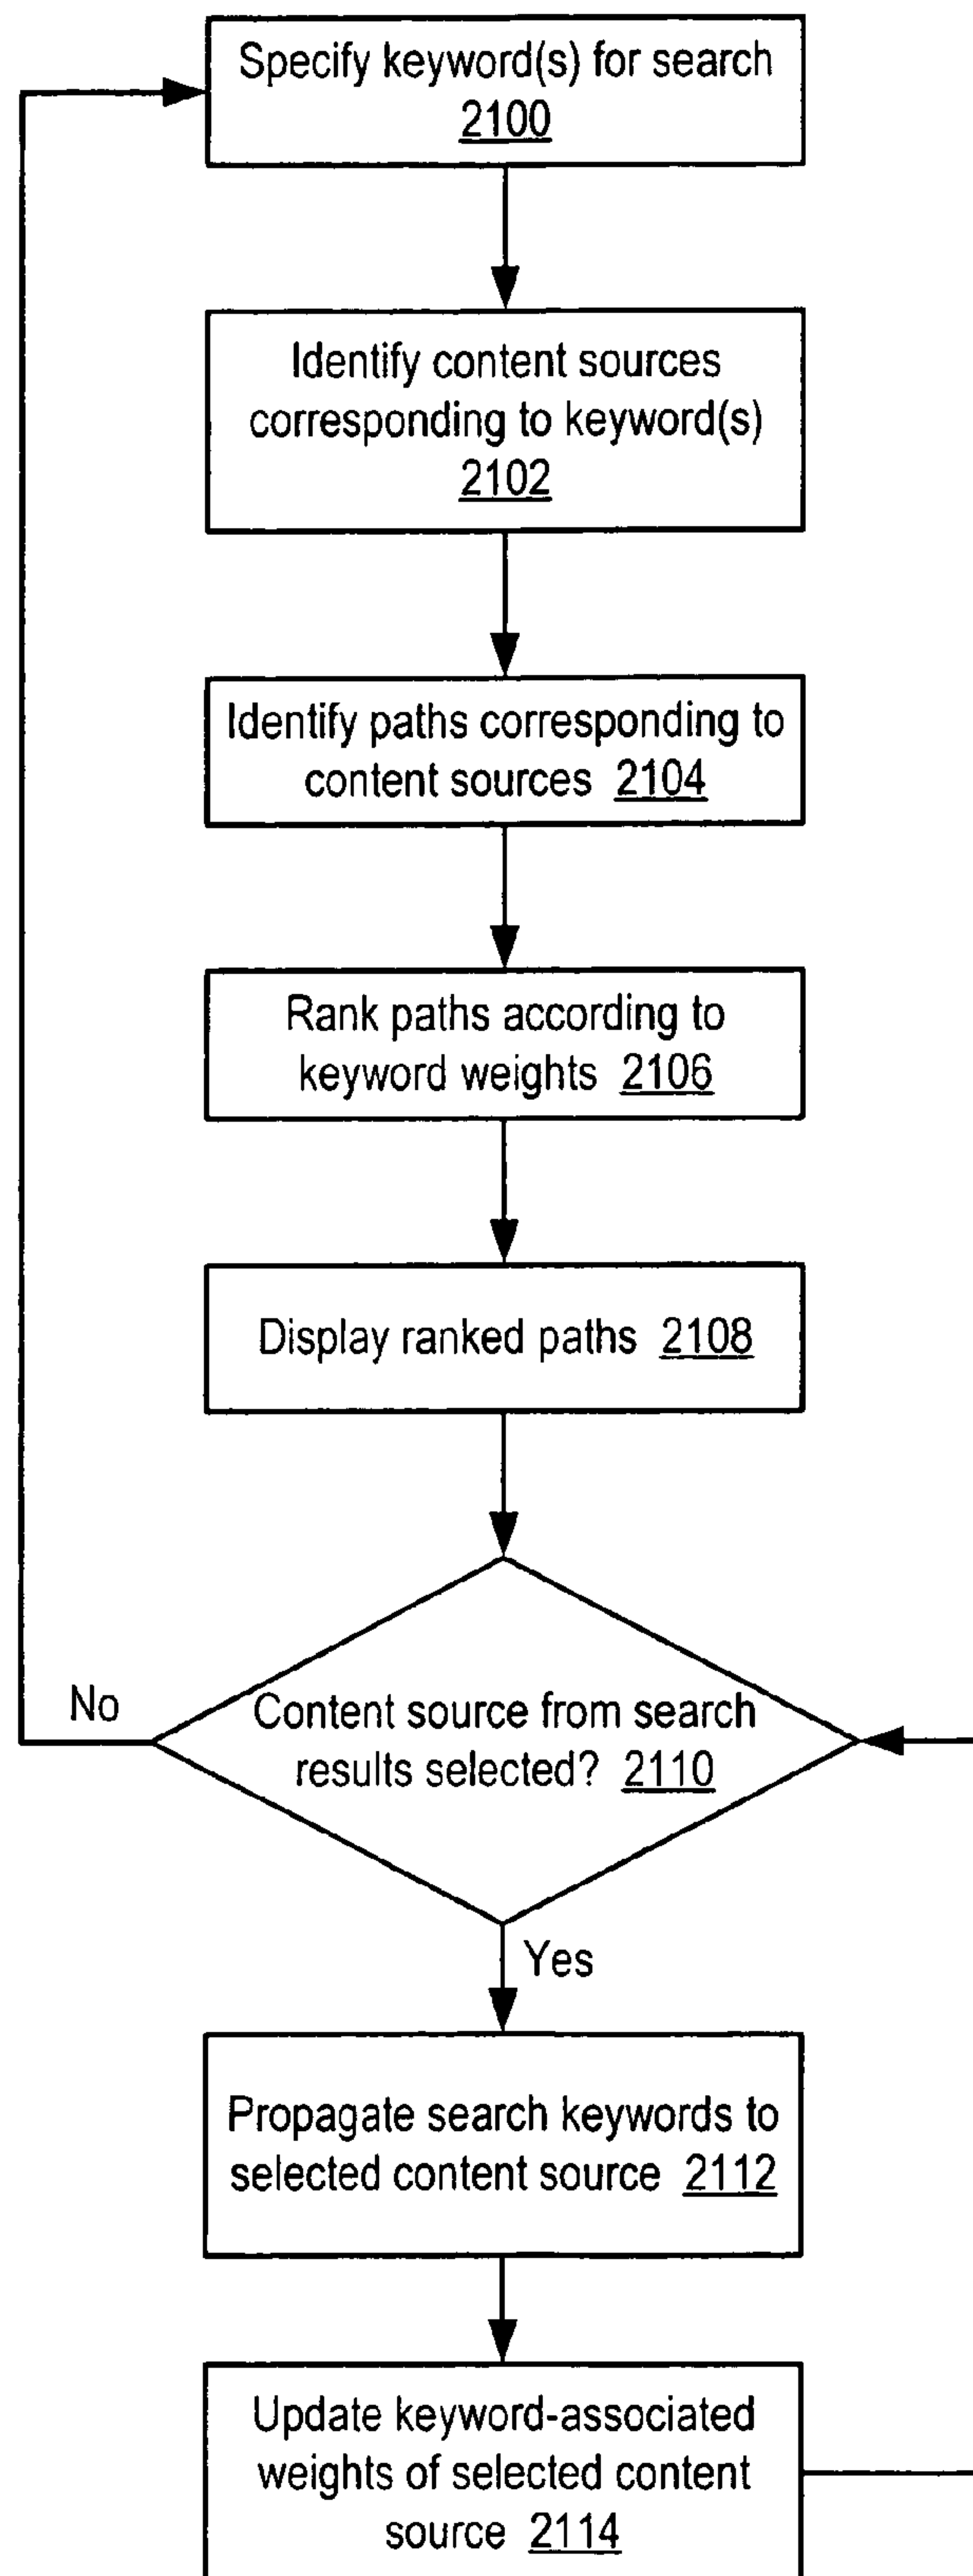 Specify keyword(s) for search
2100
Identify content sources
corresponding to keyword(s)
2102
Identify paths corresponding to
content sources 2104
Rank paths according to
keyword weights 2106
Display ranked paths 2108
No
Content source from search
results selected? 2110
Yes
Propagate search keywords to
selected content source 2112
Update keyword-associated
weights of selected content
source 2114